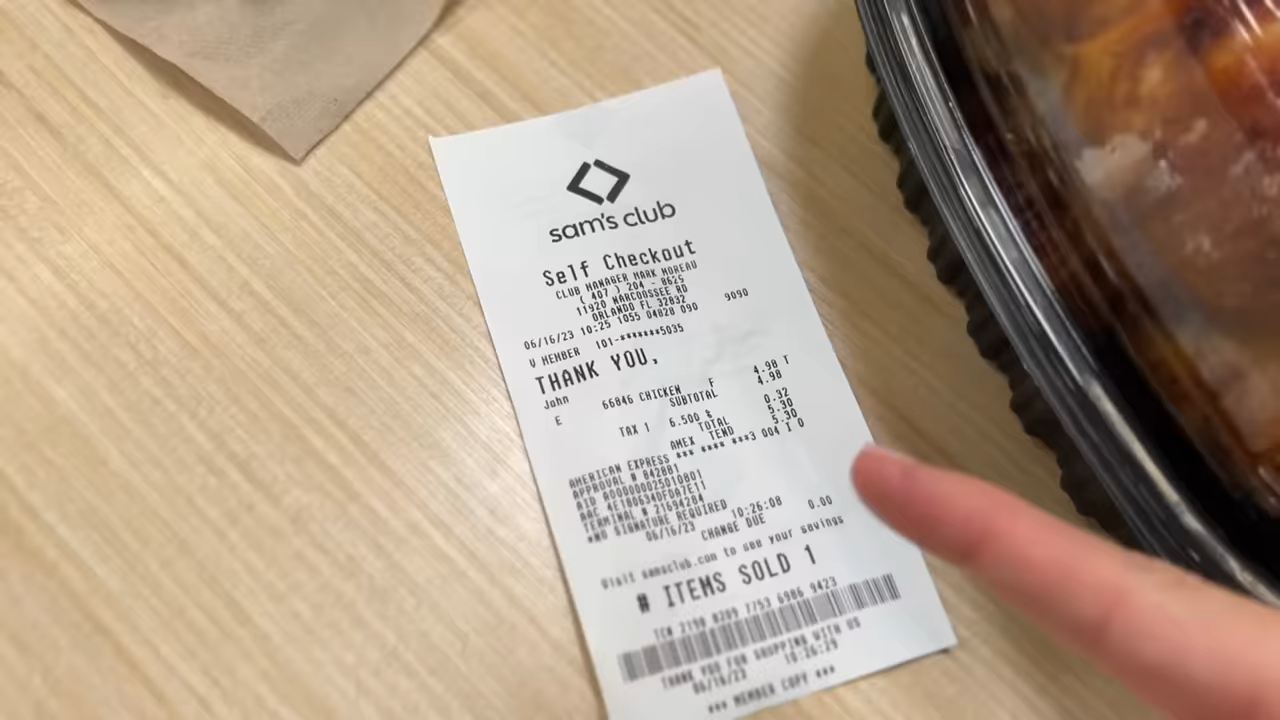 sam's club
Self Checkout
CLUB MANAGER MARK MOREAU
( 407 ) 204 - 8625
11920 NARCOOSSEE RD
ORLANDO FL 32832
06/16/23 10:25 1055 04828 090 9090
V MEMBER 101-*******5035
THANK YOU,
John
E 66846 CHICKEN F 4.98 T
SUBTOTAL 4.98
TAX 1 6.500 % 0.32
TOTAL 5.30
AMEX TEND 5.30
AMERICAN EXPRESS *** **** ***3 004 I 0
APPROVAL # 842881
AID A000000025010801
AAC 4E180634DFDA7E11
TERMINAL # 21694284
*NO SIGNATURE REQUIRED
06/16/23 10:26:08
CHANGE DUE 0.00
Visit samsclub.com to see your savings
# ITEMS SOLD 1
TC# 2190 8209 7753 6986 9423
THANK YOU FOR SHOPPING WITH US
06/16/23 10:26:29
*** MEMBER COPY ***